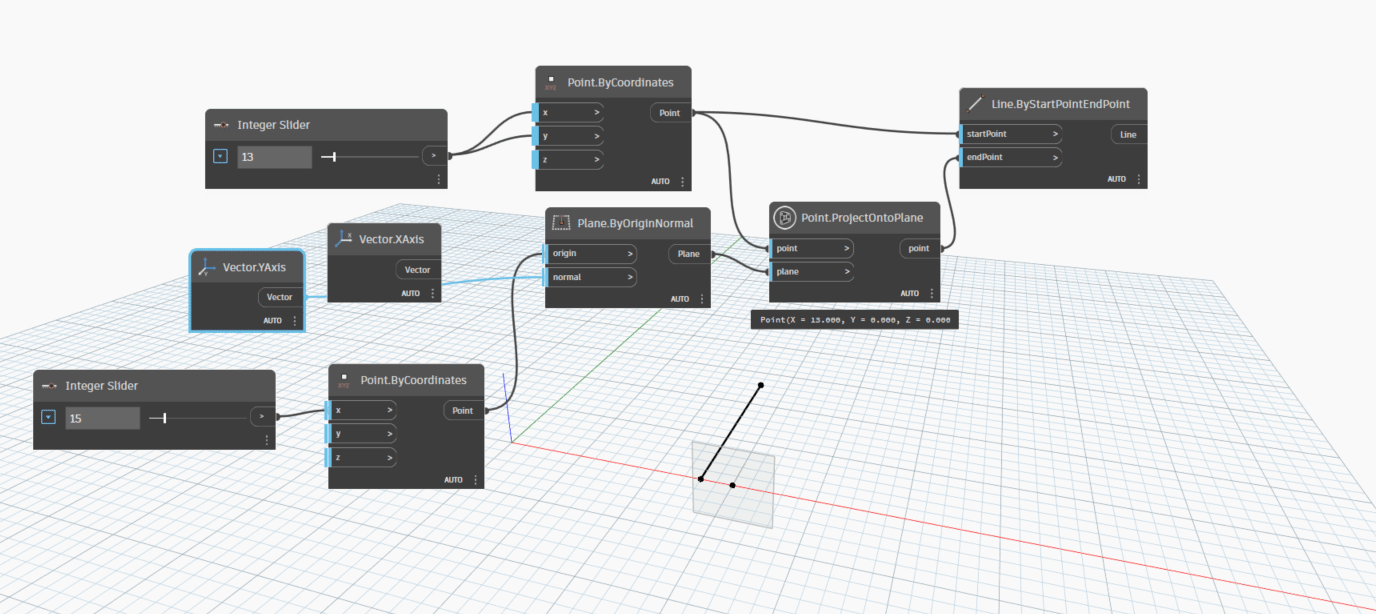 Point.ByCoordinates
x >
y >
z >
Point
AUTO
Line.ByStartPointEndPoint
startPoint >
endPoint >
Line
AUTO
Integer Slider
13
>
Vector.XAxis
Vector
AUTO
Plane.ByOriginNormal
origin >
normal >
Plane
AUTO
Point.ProjectOntoPlane
point >
plane >
point
AUTO
Point(X = 13.000, Y = 0.000, Z = 0.000
Vector.YAxis
Vector
AUTO
Integer Slider
15
>
Point.ByCoordinates
x >
y >
z >
Point
AUTO